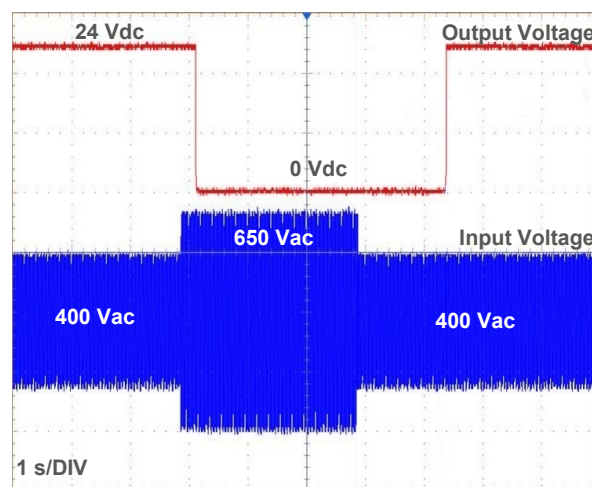 24 Vdc
Output Voltage
0 Vdc
650 Vac
Input Voltage
400 Vac
400 Vac
1 s/DIV